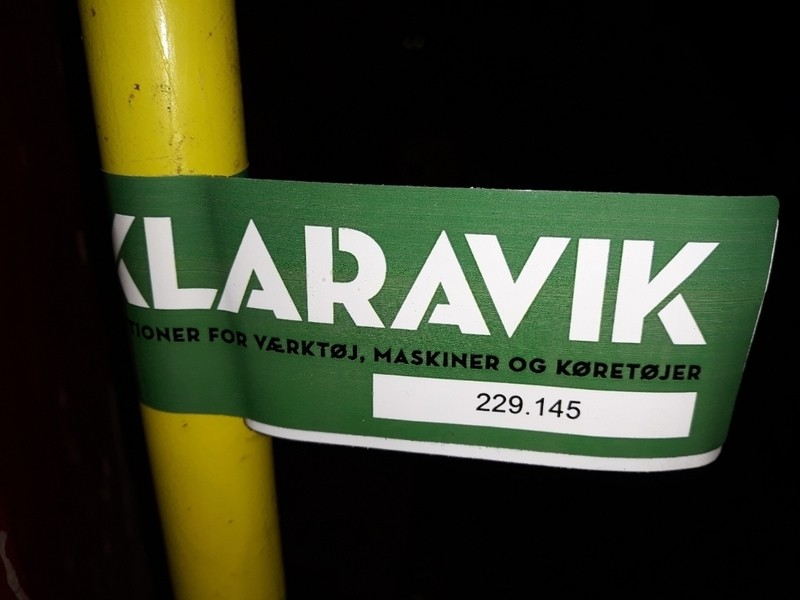 KLARAVIK
TIONER FOR VÆRKTØJ, MASKINER OG KØRETØJER
229.145